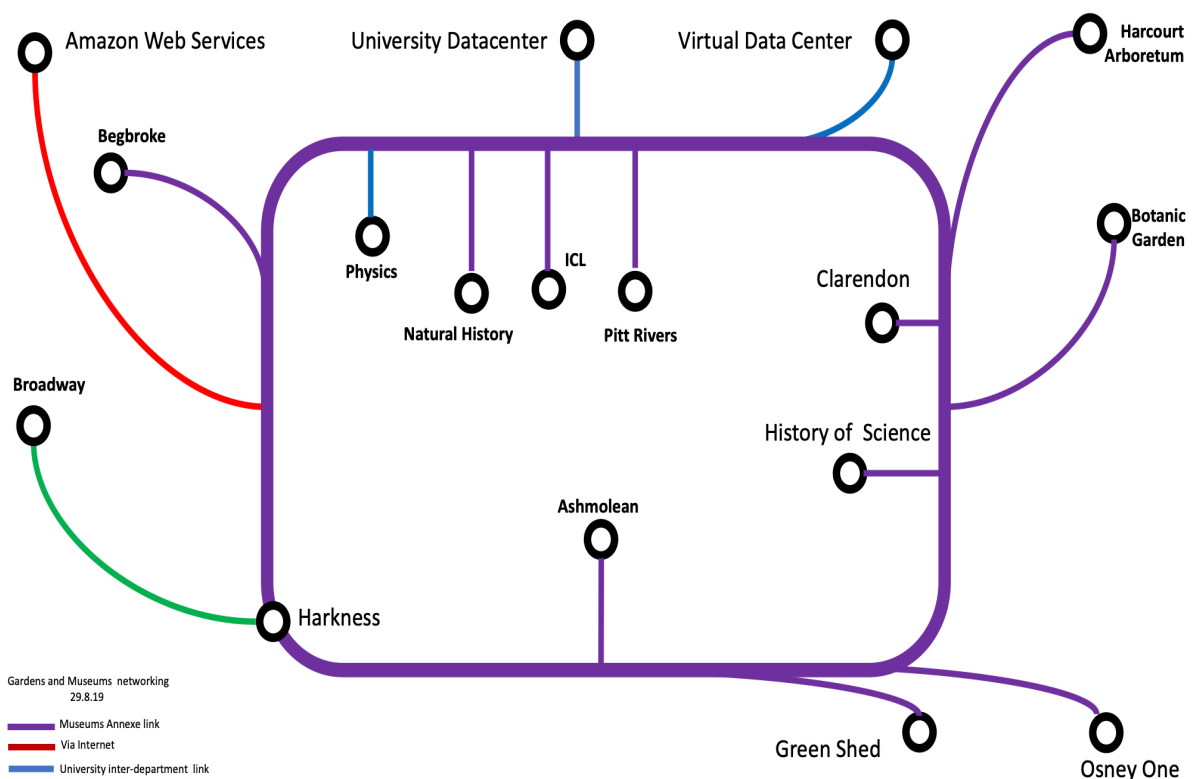 Amazon Web Services
University Datacenter
Virtual Data Center
Harcourt
Arboretum
Begbroke
Botanic
Garden
Physics
ICL
Natural History
Pitt Rivers
Clarendon
Broadway
History of  Science
Ashmolean
Harkness
Gardens and Museums  networking
29.8.19
Museums Annexe link
Via Internet
University inter-department link
Green Shed
Osney One